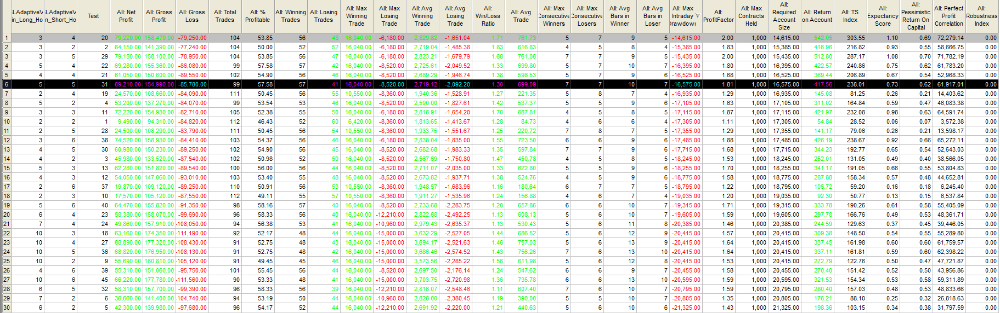 LAdaptiveV in_Long_Ho LAdaptiveV n_Short_Ho Test All: Net Profit All: Gross Profit All: Gross Loss All: Total Trades All: % Profitable All: Winning Trades All: Losing Trades All: Max Winning Trade All: Max Losing Trade All: Avg Winning Trade All: Avg Losing Trade All: Win/Loss Ratio All: Avg Trade All: Max Consecutive Winners All: Max Consecutive Losers All: Avg Bars in Winner All: Avg Bars in Loser All: Max Intraday Drawdown All: ProfitFactor All: Max Contracts Held All: Required Account Size All: Return on Account All: TS Index All: Expectancy Score All: Pessimistic Return On Capital All: Perfect Profit Correlation All: Robustness Index
1 3 4 20 79,220.00 158,470.00 -79,250.00 104 53.85 56 48 16,040.00 -6,180.00 2,829.82 -1,651.04 1.71 761.73 5 7 9 5 -14,615.00 2.00 1,000 14,615.00 542.05 303.55 1.10 0.69 72,279.14 0.00
2 3 2 2 64,150.00 141,390.00 -77,240.00 104 50.00 52 52 16,040.00 -6,180.00 2,719.04 -1,485.38 1.83 616.83 4 5 8 4 -15,385.00 1.83 1,000 15,385.00 416.96 216.82 0.93 0.55 58,666.75 0.00
3 3 5 29 79,150.00 158,100.00 -78,950.00 104 53.85 56 47 16,040.00 -6,180.00 2,823.21 -1,679.79 1.68 761.06 7 7 9 5 -15,435.00 2.00 1,000 15,435.00 512.80 287.17 1.08 0.70 71,782.19 0.00
4 5 4 22 69,280.00 155,360.00 -86,080.00 99 57.58 57 42 16,040.00 -8,520.00 2,725.61 -2,049.52 1.33 699.80 5 7 10 7 -16,395.00 1.80 1,000 16,395.00 422.57 240.86 0.75 0.62 61,783.20 0.00
5 4 4 21 61,050.00 150,600.00 -89,550.00 102 54.90 56 46 16,040.00 -8,520.00 2,689.29 -1,946.74 1.38 598.53 5 7 9 6 -16,525.00 1.68 1,000 16,525.00 369.44 206.89 0.67 0.54 52,968.33 0.00
6 5 5 31 69,210.00 154,990.00 -85,780.00 99 57.58 57 41 16,040.00 -8,520.00 2,719.12 -2,092.20 1.30 699.09 7 7 10 7 -16,575.00 1.81 1,000 16,575.00 417.56 238.01 0.73 0.62 61,917.01 0.00
7 2 4 19 24,570.00 108,660.00 -84,090.00 111 50.45 56 55 10,550.00 -8,360.00 1,940.36 -1,528.91 1.27 221.35 5 8 7 4 -16,935.00 1.29 1,000 16,935.00 145.08 81.25 0.26 0.21 14,403.62 0.00
8 5 2 4 53,200.00 137,270.00 -84,070.00 99 53.54 53 46 16,040.00 -8,520.00 2,590.00 -1,827.61 1.42 537.37 5 5 9 6 -17,105.00 1.63 1,000 17,105.00 311.02 164.84 0.59 0.47 46,083.38 0.00
9 3 3 11 72,220.00 154,930.00 -82,710.00 105 52.38 55 50 16,040.00 -6,180.00 2,816.91 -1,654.20 1.70 687.81 4 5 8 5 -17,115.00 1.87 1,000 17,115.00 421.97 232.08 0.98 0.63 64,591.74 0.00
10 2 2 1 9,490.00 94,310.00 -84,820.00 112 46.43 52 60 6,420.00 -8,360.00 1,813.65 -1,413.67 1.28 84.73 4 6 6 4 -17,305.00 1.11 1,000 17,305.00 54.84 28.52 0.06 0.07 3,572.38 0.00
11 2 5 28 24,500.00 108,290.00 -83,790.00 111 50.45 56 54 10,550.00 -8,360.00 1,933.75 -1,551.67 1.25 220.72 7 8 7 5 -17,355.00 1.29 1,000 17,355.00 141.17 79.06 0.26 0.21 13,598.17 0.00
12 3 6 38 74,520.00 158,930.00 -84,410.00 103 54.37 56 46 16,040.00 -6,180.00 2,838.04 -1,835.00 1.55 723.50 6 6 9 6 -17,485.00 1.88 1,000 17,485.00 426.19 238.67 0.92 0.66 65,272.11 0.00
13 4 5 30 60,980.00 150,230.00 -89,250.00 102 54.90 56 45 16,040.00 -8,520.00 2,682.68 -1,983.33 1.35 597.84 7 7 9 6 -17,715.00 1.68 1,000 17,715.00 344.23 192.77 0.65 0.54 52,643.03 0.00
14 4 2 3 45,980.00 133,520.00 -87,540.00 102 50.98 52 50 16,040.00 -8,520.00 2,567.69 -1,750.80 1.47 450.78 4 5 8 5 -18,245.00 1.53 1,000 18,245.00 252.01 131.05 0.49 0.40 38,566.05 0.00
15 5 3 13 62,280.00 151,820.00 -89,540.00 100 56.00 56 44 16,040.00 -8,520.00 2,711.07 -2,035.00 1.33 622.80 5 5 9 6 -18,255.00 1.70 1,000 18,255.00 341.17 191.05 0.66 0.55 53,804.83 0.00
16 4 3 12 54,050.00 147,060.00 -93,010.00 103 53.40 55 48 16,040.00 -8,520.00 2,673.82 -1,937.71 1.38 524.76 4 5 9 6 -18,775.00 1.58 1,000 18,775.00 287.88 158.34 0.57 0.48 44,652.81 0.00
17 2 6 37 19,870.00 109,120.00 -89,250.00 110 50.91 56 53 10,550.00 -8,360.00 1,948.57 -1,683.96 1.16 180.64 6 7 7 5 -18,795.00 1.22 1,000 18,795.00 105.72 59.20 0.16 0.18 6,245.40 0.00
18 2 3 10 17,570.00 105,120.00 -87,550.00 112 49.11 55 57 10,550.00 -8,360.00 1,911.27 -1,535.96 1.24 156.88 4 6 7 4 -19,035.00 1.20 1,000 19,035.00 92.30 50.77 0.13 0.15 6,537.84 0.00
19 5 6 40 64,470.00 155,820.00 -91,350.00 98 58.16 57 40 16,040.00 -8,520.00 2,733.68 -2,283.75 1.20 657.86 6 6 10 7 -19,315.00 1.71 1,000 19,315.00 333.78 190.26 0.61 0.58 55,405.09 0.00
20 6 4 23 58,380.00 158,070.00 -99,690.00 96 58.33 56 40 16,040.00 -12,210.00 2,822.68 -2,492.25 1.13 608.13 5 6 10 7 -19,605.00 1.59 1,000 19,605.00 297.78 166.76 0.49 0.53 48,361.71 0.00
21 7 4 24 49,860.00 157,910.00 -108,050.00 94 56.38 53 41 16,040.00 -10,960.00 2,979.43 -2,635.37 1.13 530.43 5 6 11 8 -20,385.00 1.46 1,000 20,385.00 244.59 129.63 0.37 0.45 39,446.05 0.00
22 10 3 18 63,160.00 174,350.00 -111,190.00 92 52.17 48 44 16,040.00 -15,000.00 3,632.29 -2,527.05 1.44 686.52 5 6 12 9 -20,415.00 1.57 1,000 20,415.00 309.38 148.50 0.54 0.55 55,289.80 0.00
23 10 4 27 68,890.00 177,320.00 -108,430.00 91 52.75 48 43 16,040.00 -15,000.00 3,694.17 -2,521.63 1.46 757.03 5 6 13 9 -20,415.00 1.64 1,000 20,415.00 337.45 161.98 0.60 0.60 61,759.57 0.00
24 10 5 36 68,820.00 176,950.00 -108,130.00 91 52.75 48 42 16,040.00 -15,000.00 3,686.46 -2,574.52 1.43 756.26 7 6 13 10 -20,415.00 1.64 1,000 20,415.00 337.11 161.81 0.59 0.60 62,398.22 0.00
25 10 2 9 55,690.00 160,810.00 -105,120.00 91 49.45 45 46 16,040.00 -15,000.00 3,573.56 -2,285.22 1.56 611.98 5 6 12 8 -20,415.00 1.53 1,000 20,415.00 272.79 122.76 0.50 0.47 47,721.87 0.00
26 4 6 39 55,310.00 151,060.00 -95,750.00 101 55.45 56 44 16,040.00 -8,520.00 2,697.50 -2,176.14 1.24 547.62 6 6 9 7 -20,455.00 1.58 1,000 20,455.00 270.40 151.42 0.52 0.50 43,956.86 0.00
27 10 6 45 66,220.00 177,780.00 -111,560.00 90 53.33 48 41 16,040.00 -15,000.00 3,703.75 -2,720.98 1.36 735.78 6 6 13 10 -20,595.00 1.59 1,000 20,595.00 321.53 154.34 0.53 0.58 59,311.89 0.00
28 6 5 32 58,310.00 157,700.00 -99,390.00 96 58.33 56 39 16,040.00 -12,210.00 2,816.07 -2,548.46 1.11 607.40 7 6 10 7 -20,795.00 1.59 1,000 20,795.00 280.40 157.03 0.48 0.53 48,833.66 0.00
29 7 2 6 36,660.00 141,400.00 -104,740.00 94 53.19 50 44 16,040.00 -10,960.00 2,828.00 -2,380.45 1.19 390.00 5 5 10 7 -20,805.00 1.35 1,000 20,805.00 176.21 88.10 0.25 0.32 26,818.63 0.00
30 6 2 5 42,300.00 139,980.00 -97,680.00 96 54.17 52 44 16,040.00 -12,210.00 2,691.92 -2,220.00 1.21 440.63 5 6 10 7 -21,325.00 1.43 1,000 21,325.00 198.36 103.15 0.34 0.38 31,797.59 0.00